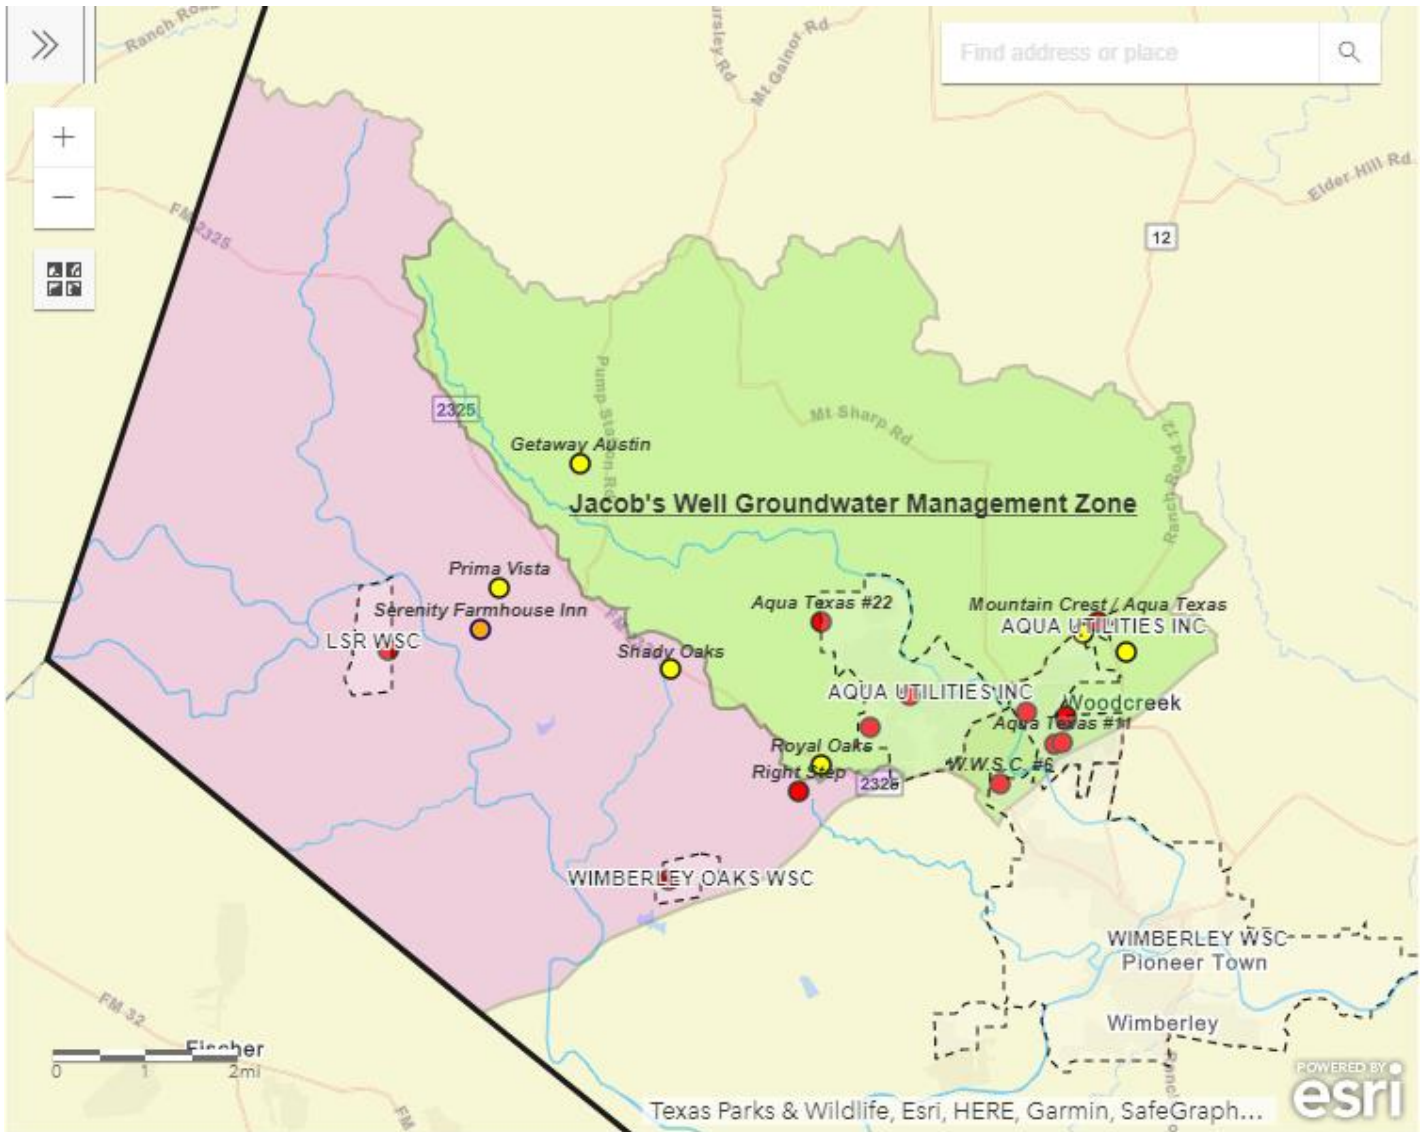 Ranch Road
ursley Rd
Mt Gainor Rd
Find address or place
+
−
Elder Hill Rd
12
FM 2325
2325
Pump Station Rd
Mt Sharp Rd
Ranch Road 12
Getaway Austin
Jacob's Well Groundwater Management Zone
Prima Vista
Serenity Farmhouse Inn
LSR WSC
Aqua Texas #22
Mountain Crest / Aqua Texas
AQUA UTILITIES INC
Shady Oaks
AQUA UTILITIES INC
Woodcreek
Aqua Texas #11
Royal Oaks
W.W.S.C. #6
Right Step
2325
WIMBERLEY OAKS WSC
WIMBERLEY WSC
Pioneer Town
FM 32
Wimberley
Fischer
0 1 2mi
FM
Texas Parks & Wildlife, Esri, HERE, Garmin, SafeGraph...
POWERED BY
esri